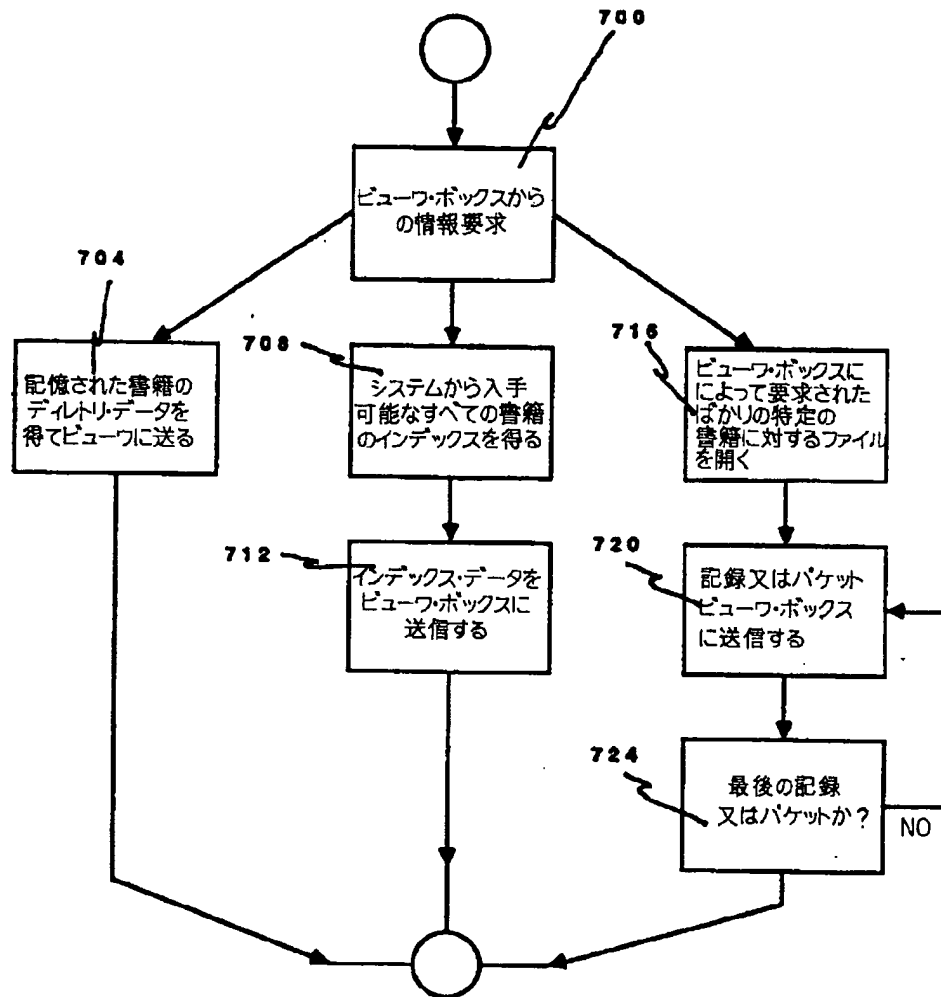 700
ビューワ・ボックスから
の情報要求
704
記憶された書籍の
ディレトリ・データを
得てビューワに送る
708
システムから入手
可能なすべての書籍
のインデックスを得る
712
インデックス・データを
ビューワ・ボックスに
送信する
716
ビューワ・ボックスに
によって要求された
ばかりの特定の
書籍に対するファイル
を開く
720
記録又はパケット
ビューワ・ボックス
に送信する
724
最後の記録
又はパケットか?
NO